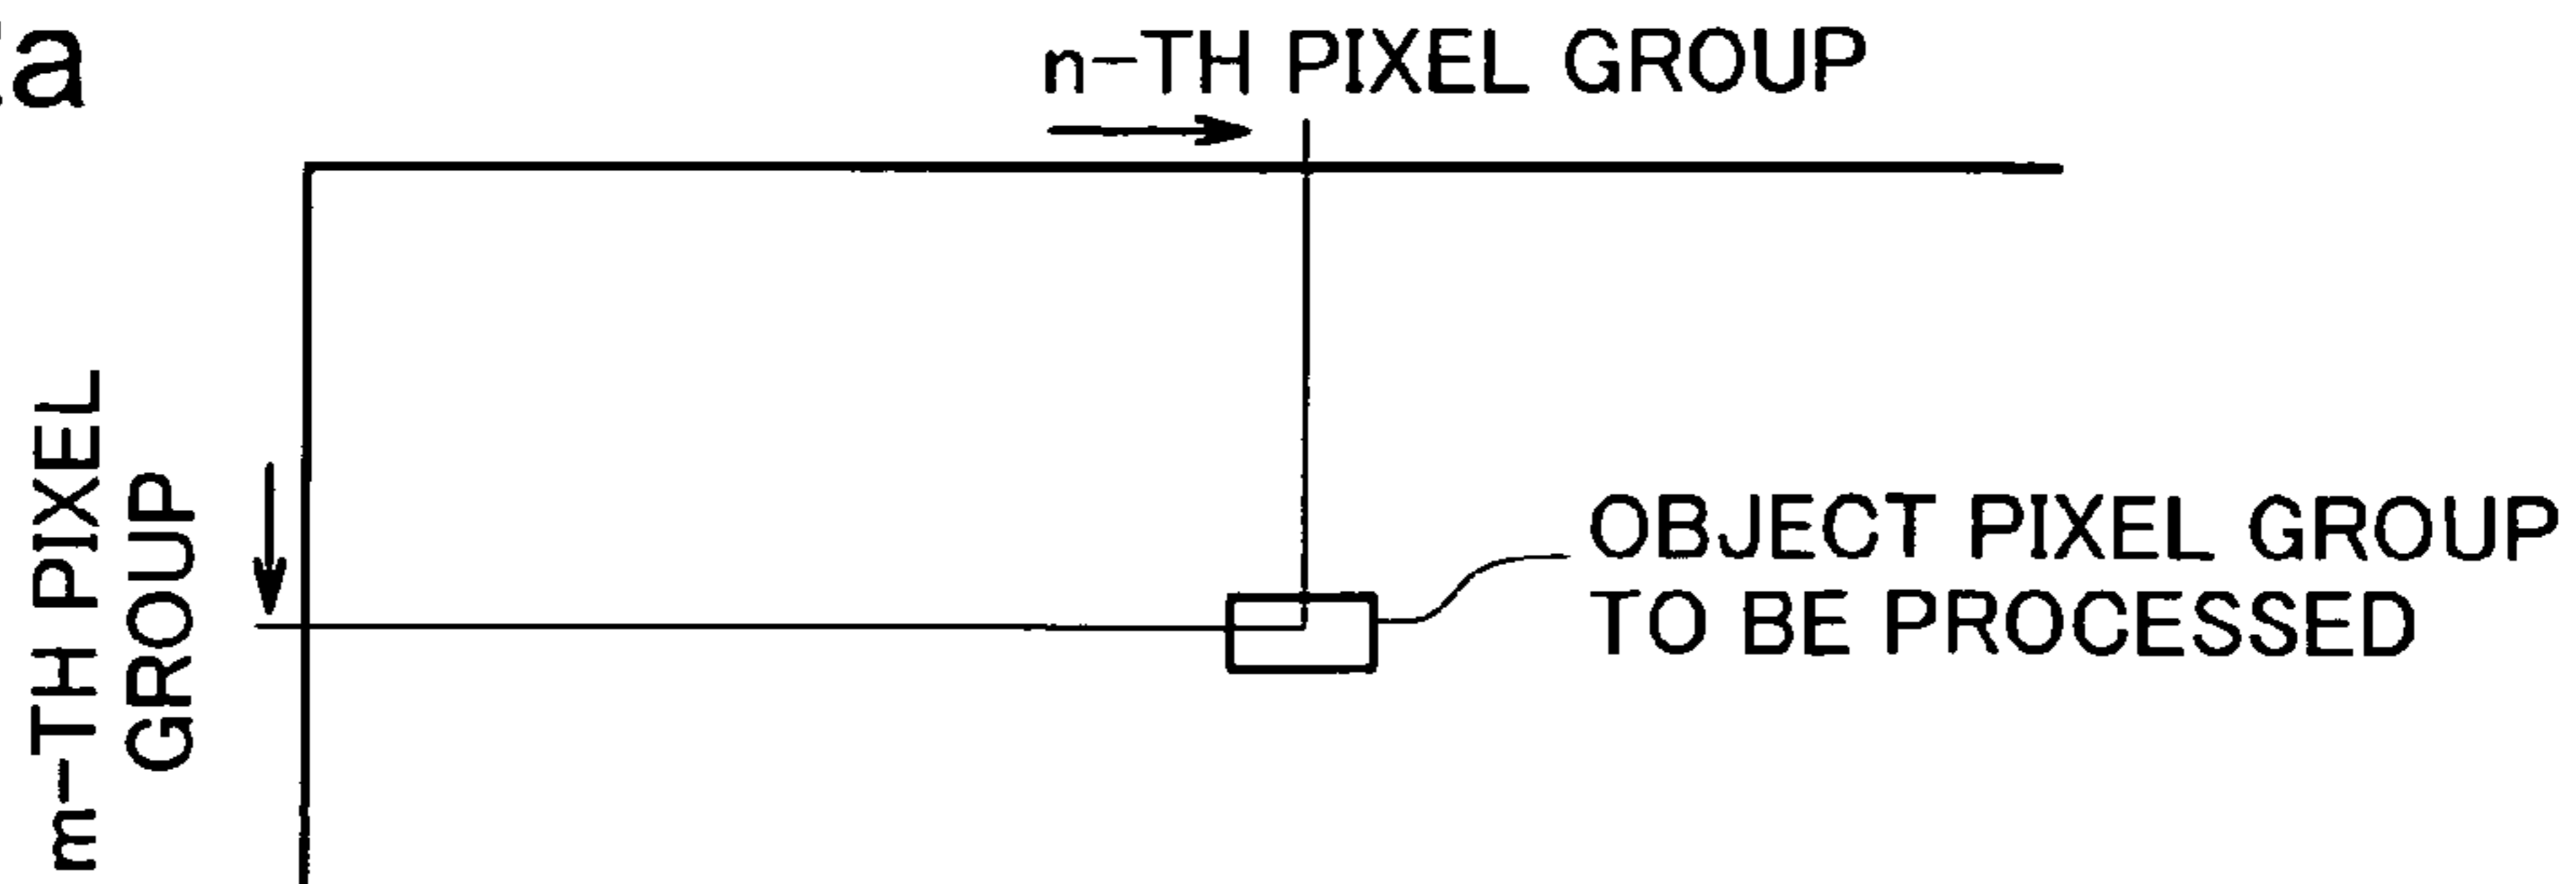 a
n-TH PIXEL GROUP
m-TH PIXEL
GROUP
OBJECT PIXEL GROUP
TO BE PROCESSED